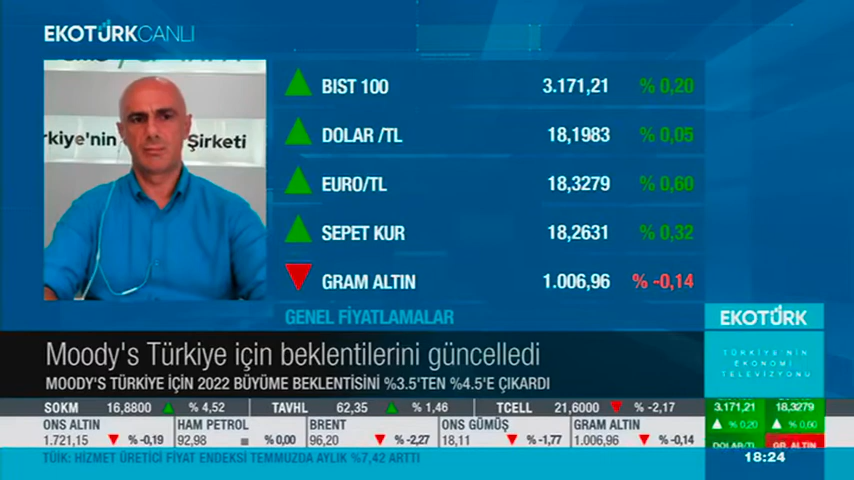 EKOTÜRK CANLI
rkiye'nin Şirketi
BIST 100 3.171,21 % 0,20
DOLAR /TL 18,1983 % 0,05
EURO/TL 18,3279 % 0,60
SEPET KUR 18,2631 % 0,32
GRAM ALTIN 1.006,96 % -0,14
GENEL FİYATLAMALAR
EKOTÜRK
TÜRKİYE'NİN
EKONOMİ
TELEVİZYONU
Moody's Türkiye için beklentilerini güncelledi
MOODY'S TÜRKİYE İÇİN 2022 BÜYÜME BEKLENTİSİNİ %3.5'TEN %4.5'E ÇIKARDI
SOKM 16,8800 % 4,52 TAVHL 62,35 % 1,46 TCELL 21,6000 % -2,17
ONS ALTIN HAM PETROL BRENT ONS GÜMÜŞ GRAM ALTIN
1.721,15 % -0,19 92,98 % 0,00 96,20 % -2,27 18,11 % -1,77 1.006,96 % -0,14
3.171,21 18,3279
% 0,20 % 0,60
DOLAR/TL GR. ALTIN
TÜİK: HİZMET ÜRETİCİ FİYAT ENDEKSİ TEMMUZDA AYLIK %7,42 ARTTI
18:24